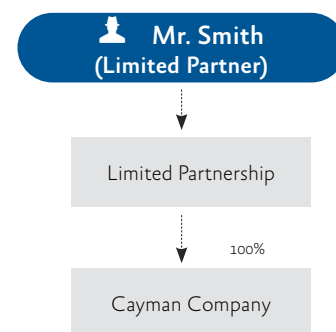 Mr. Smith
(Limited Partner)
Limited Partnership
100%
Cayman Company